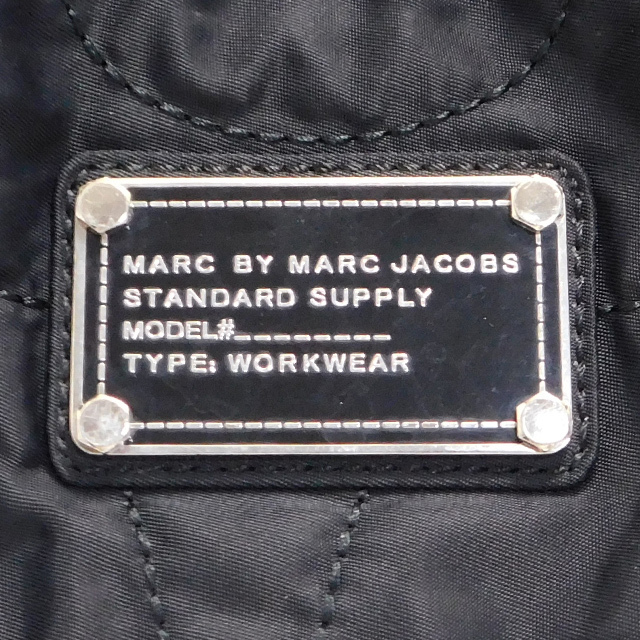 MARC BY MARC JACOBS
STANDARD SUPPLY
MODEL#_________
TYPE: WORKWEAR